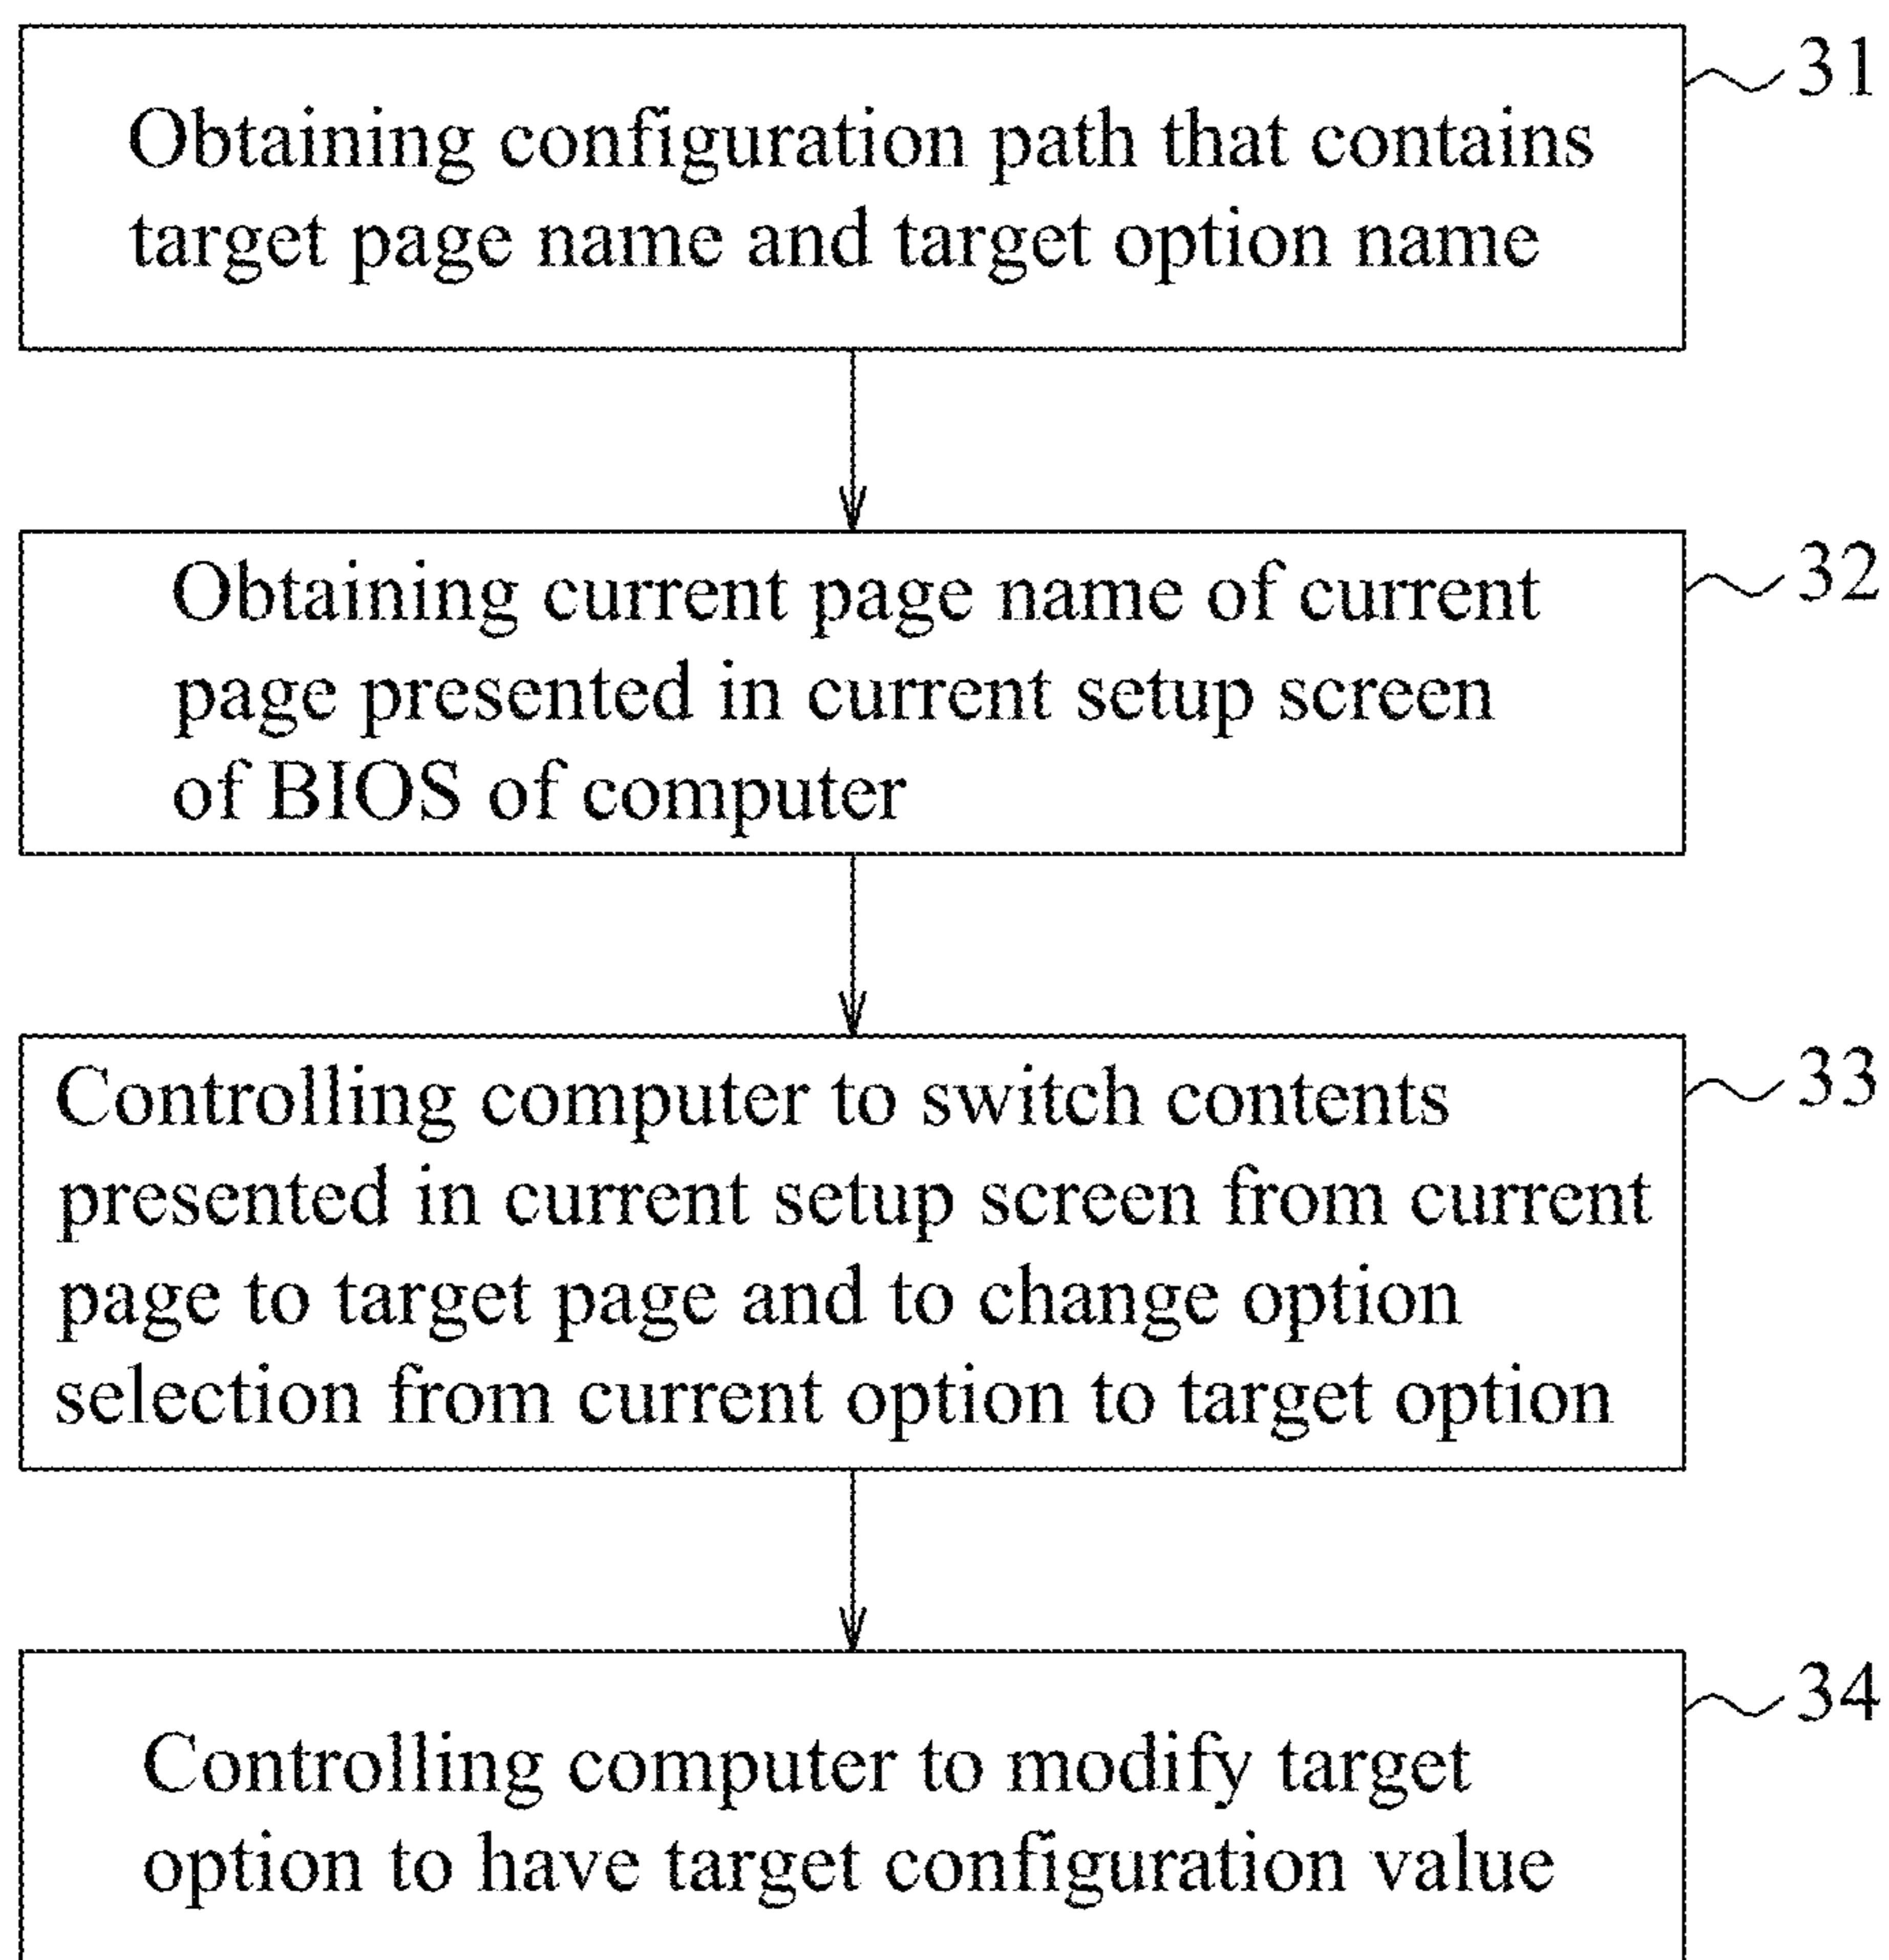 31
Obtaining configuration path that contains
target page name and target option name
32
Obtaining current page name of current
page presented in current setup screen
of BIOS of computer
33
Controlling computer to switch contents
presented in current setup screen from current
page to target page and to change option
selection from current option to target option
34
Controlling computer to modify target
option to have target configuration value